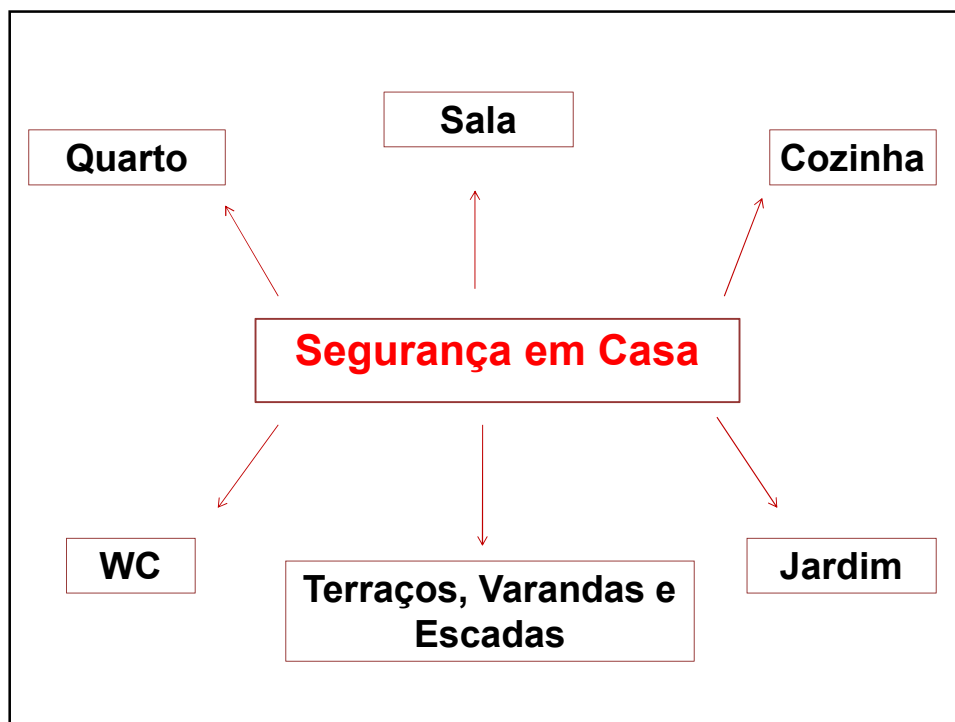 Sala
Quarto
Cozinha
Segurança em Casa
WC
Terraços, Varandas e
Escadas
Jardim